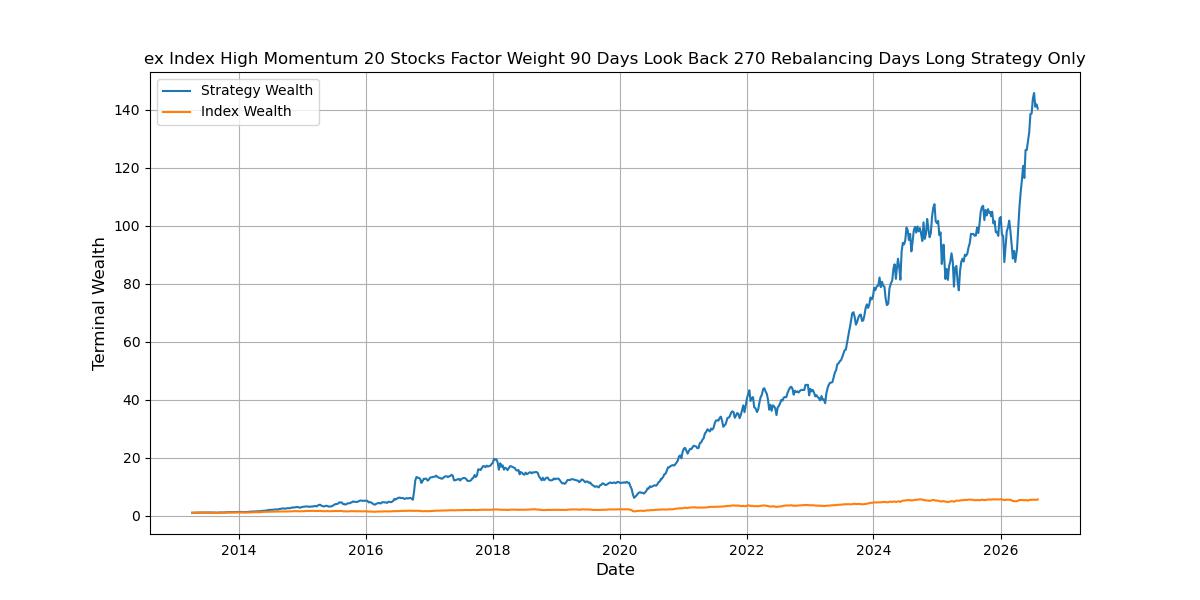 ex Index High Momentum 20 Stocks Factor Weight 90 Days Look Back 270 Rebalancing Days Long Strategy Only
Strategy Wealth
Index Wealth
Terminal Wealth
140
120
100
80
60
40
20
0
2014 2016 2018 2020 2022 2024 2026
Date